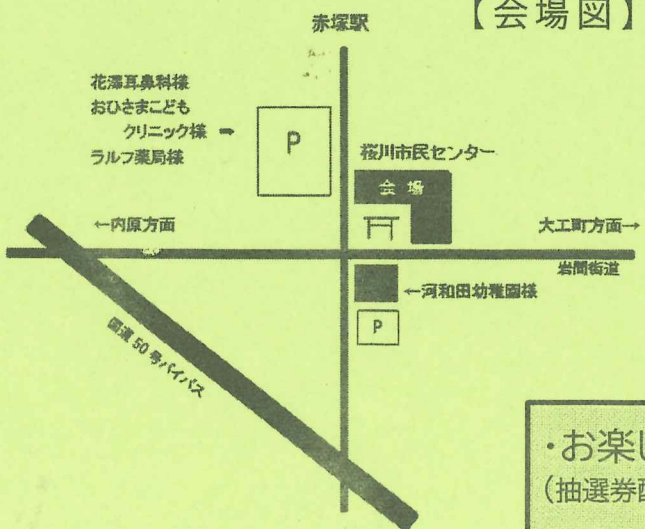 【会場図】
赤塚駅
花澤耳鼻科様
おひさまこども
クリニック様 ➡
ラルフ薬局様
P
桜川市民センター
会 場
←内原方面
大工町方面→
岩間街道
←河和田幼稚園様
P
国道50号バイパス
・お楽し
(抽選券配